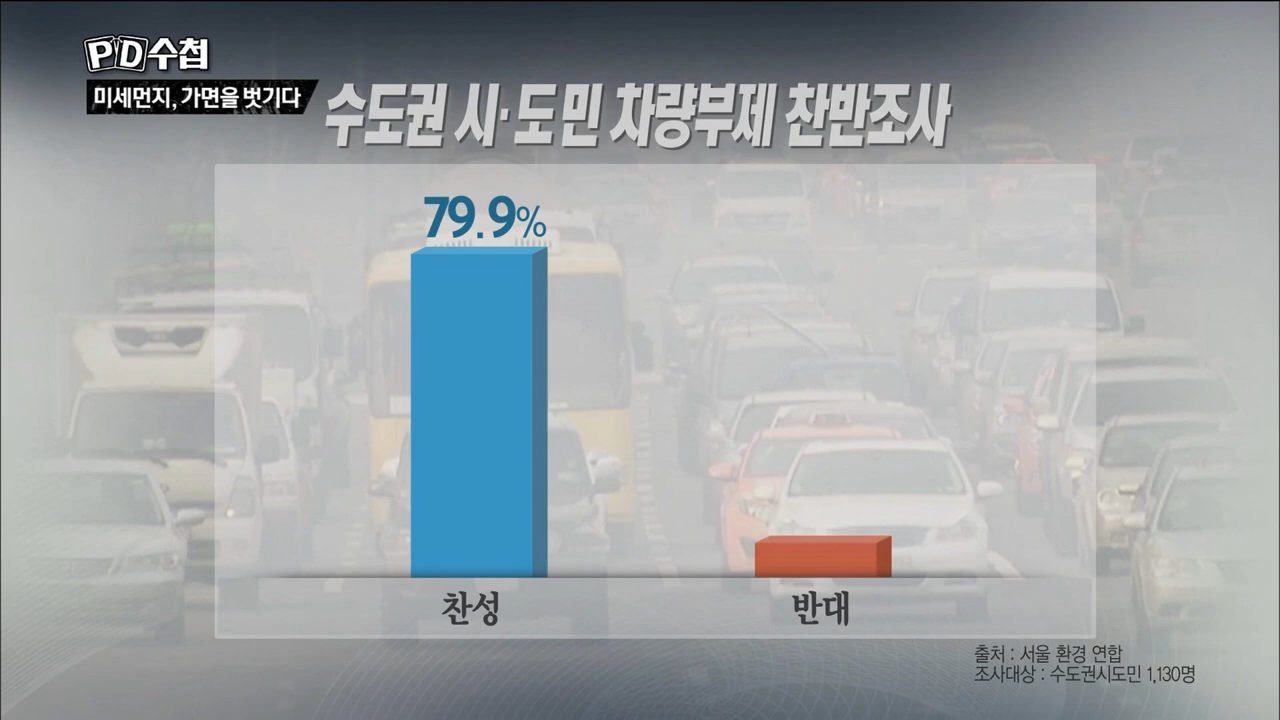 PD수첩
미세먼지, 가면을 벗기다
수도권 시·도민 차량부제 찬반조사
79.9%
찬성
반대
출처 : 서울 환경 연합
조사대상 : 수도권시도민 1,130명